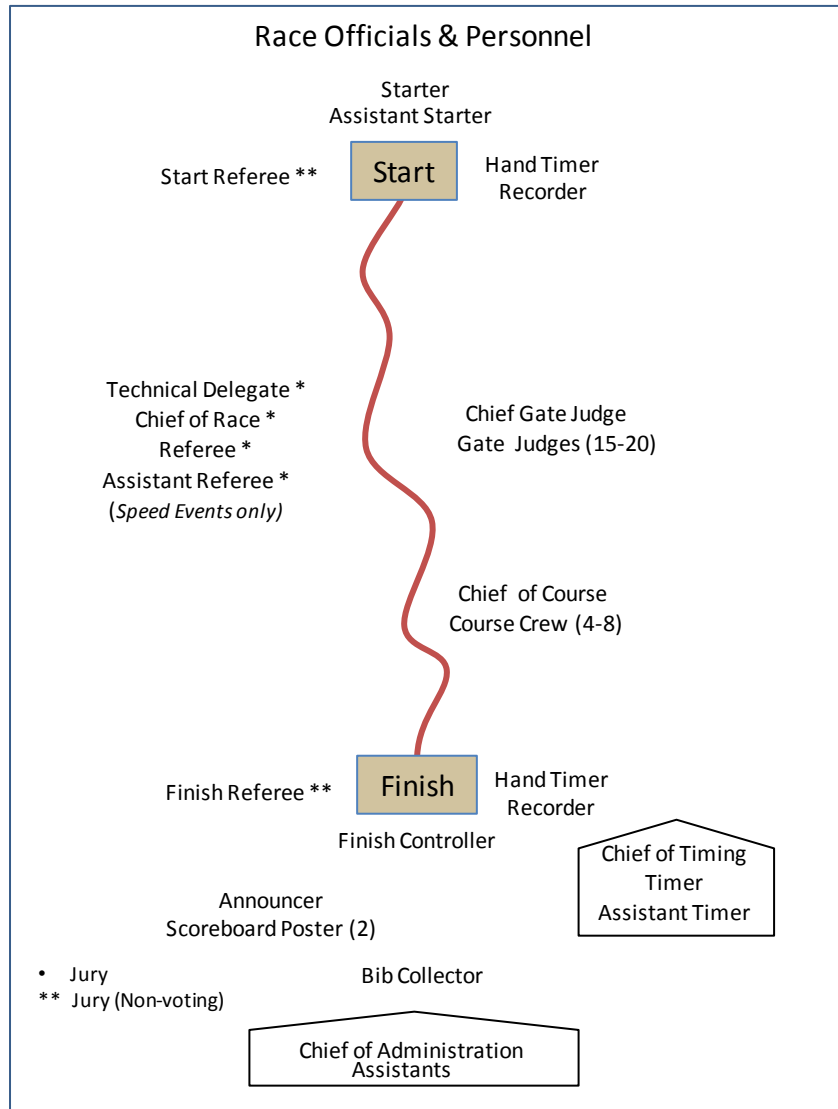 Race Officials & Personnel
Starter
Assistant Starter
Start Referee **
Start
Hand Timer
Recorder
Technical Delegate *
Chief of Race *
Referee *
Assistant Referee *
(Speed Events only)
Chief Gate Judge
Gate Judges (15-20)
Chief of Course
Course Crew (4-8)
Finish Referee **
Finish
Hand Timer
Recorder
Finish Controller
Chief of Timing
Timer
Assistant Timer
Announcer
Scoreboard Poster (2)
• Jury
** Jury (Non-voting)
Bib Collector
Chief of Administration
Assistants